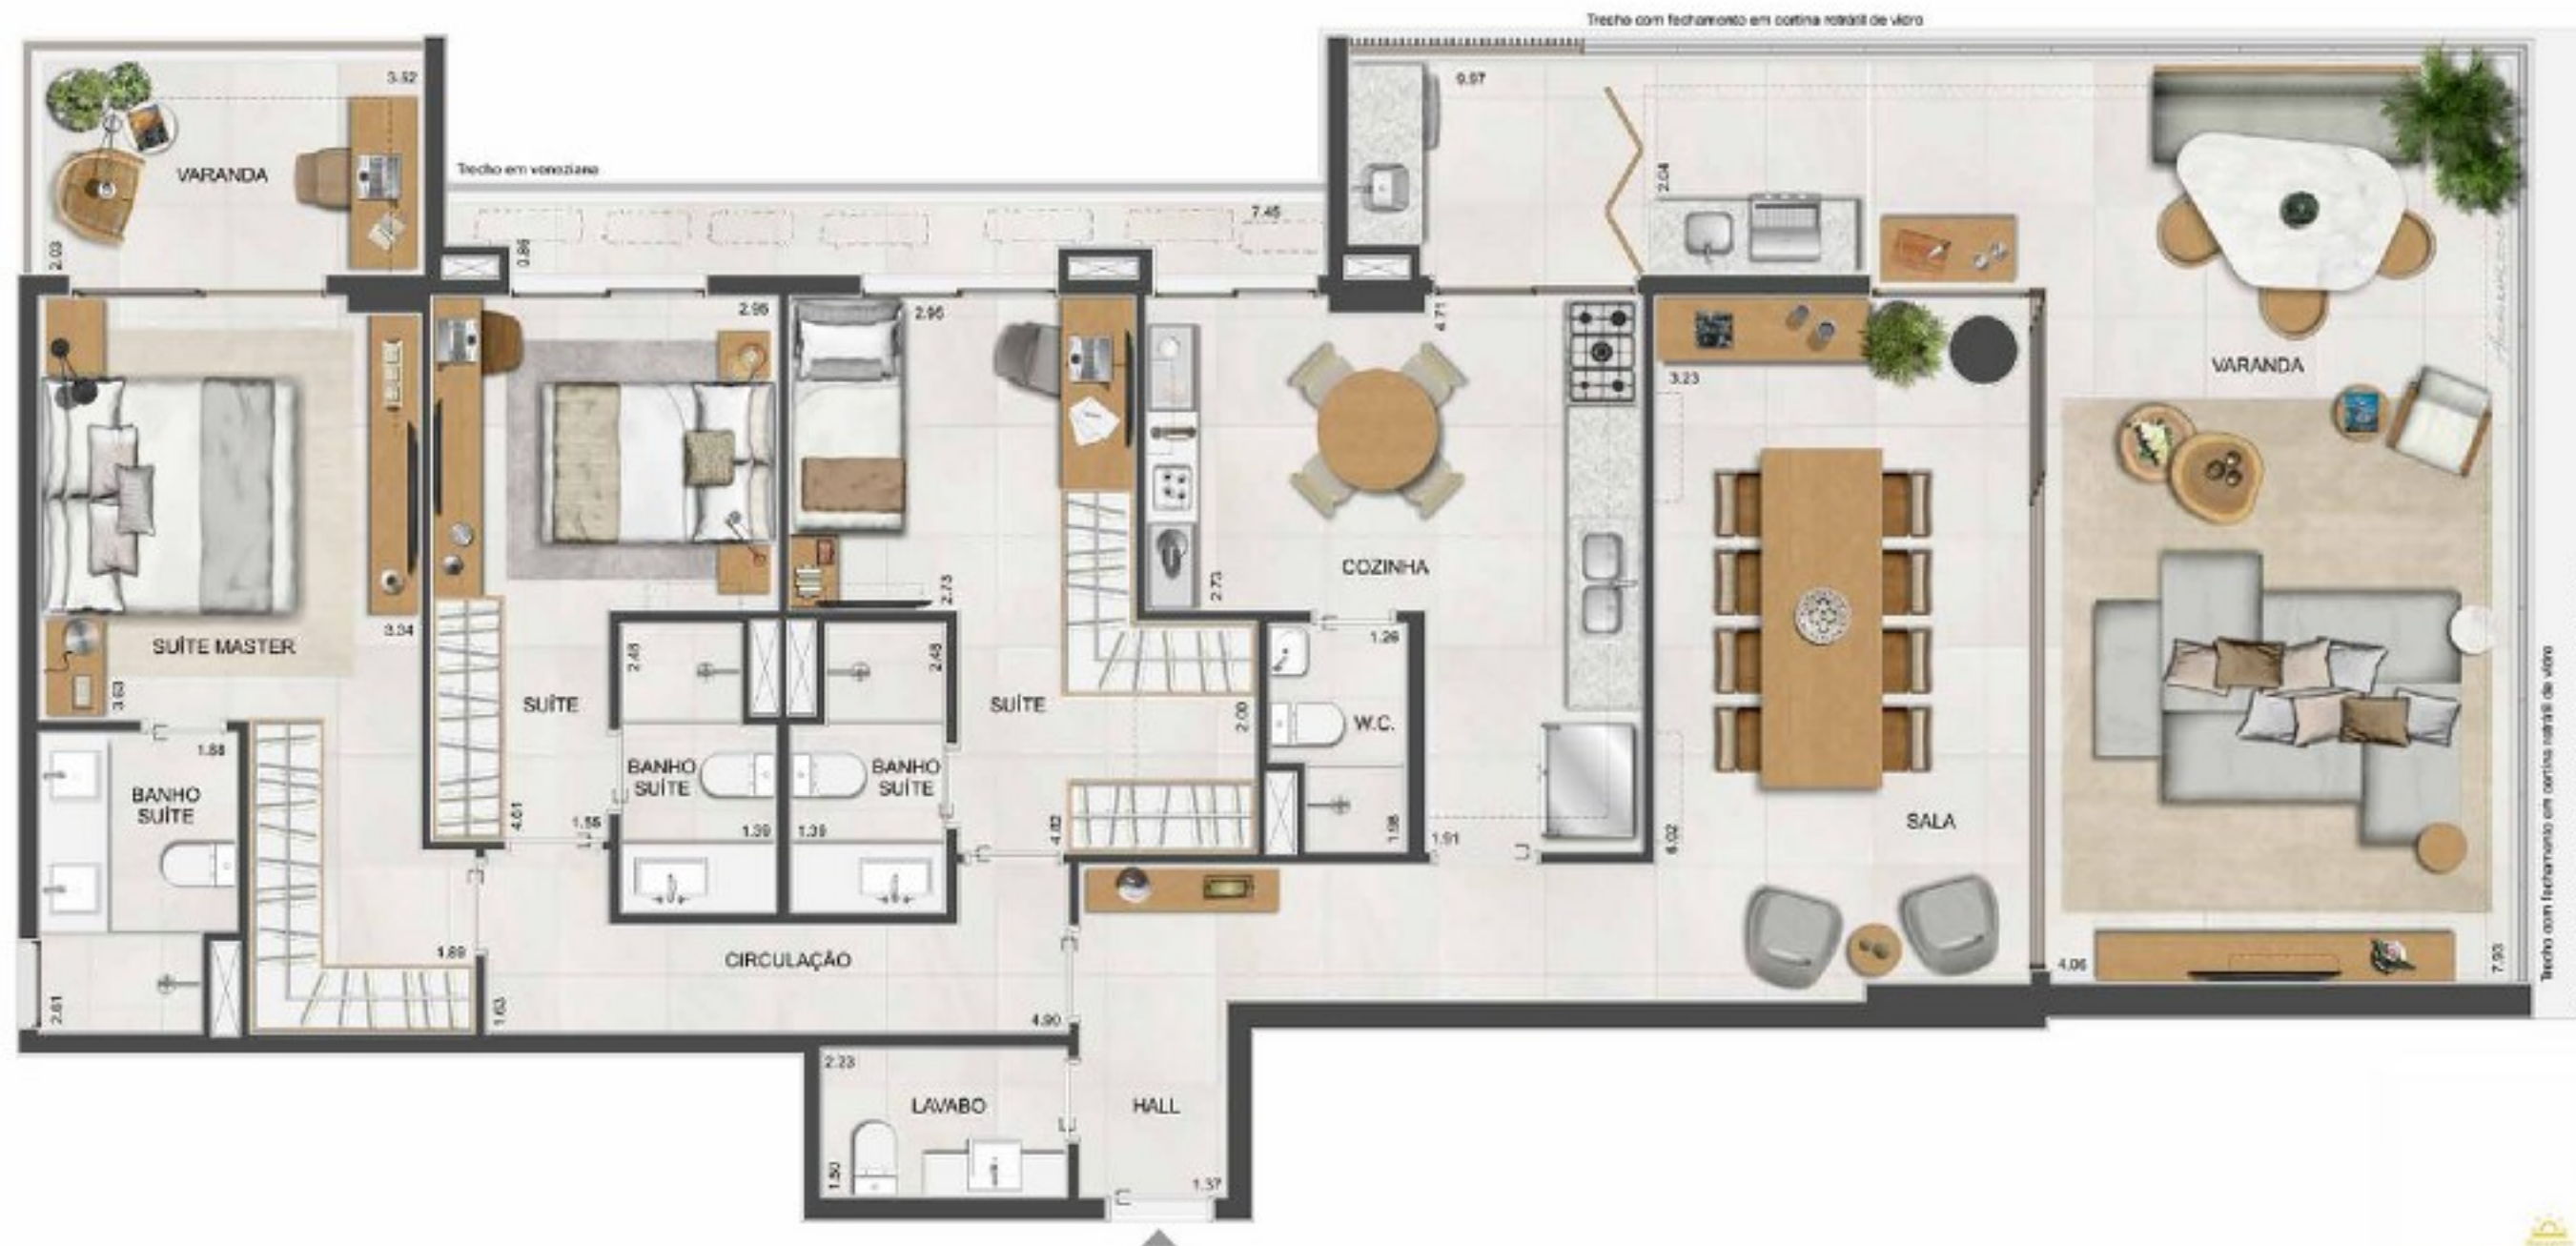 Trecho com fechamento em cortina retrátil de vidro
3.52
9.97
VARANDA
Trecho em veneziana
2.04
7.45
2.03
0.86
2.95
2.95
4.71
VARANDA
3.23
COZINHA
2.73
2.73
3.34
SUÍTE MASTER
1.26
2.48
2.48
3.63
SUÍTE
SUÍTE
2.00
W.C.
1.88
BANHO
SUÍTE
BANHO
SUÍTE
BANHO
SUÍTE
4.61
1.55
1.39
1.39
4.82
1.98
1.91
6.02
SALA
Trecho com fechamento em cortina retrátil de vidro
1.89
CIRCULAÇÃO
4.06
7.93
2.81
1.63
4.90
2.23
LAVABO
HALL
1.50
1.37